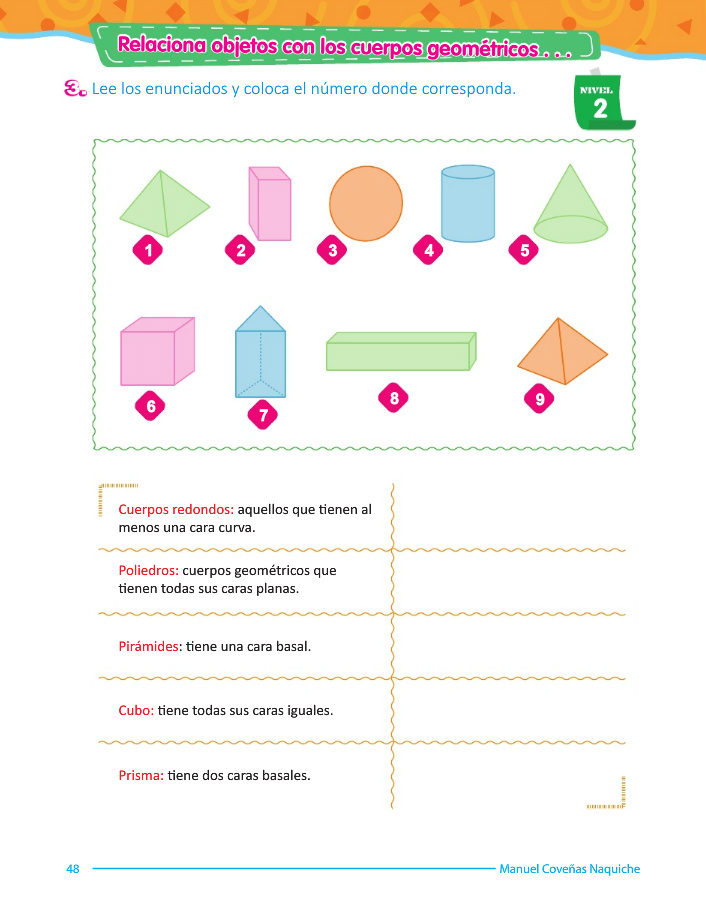 Relaciona objetos con los cuerpos geométricos . . .
3. Lee los enunciados y coloca el número donde corresponda.
NIVEL
2
1 2 3 4 5
6 7 8 9
Cuerpos redondos: aquellos que tienen al
menos una cara curva.
Poliedros: cuerpos geométricos que
tienen todas sus caras planas.
Pirámides: tiene una cara basal.
Cubo: tiene todas sus caras iguales.
Prisma: tiene dos caras basales.
48
Manuel Coveñas Naquiche